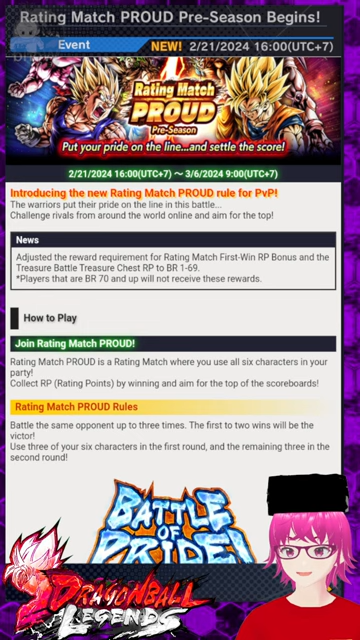 Rating Match PROUD Pre-Season Begins!
Event
NEW! 2/21/2024 16:00(UTC+7)
Rating Match
PROUD
Pre-Season
Put your pride on the line...and settle the score!
2/21/2024 16:00(UTC+7) ～ 3/6/2024 9:00(UTC+7)
Introducing the new Rating Match PROUD rule for PvP!
The warriors put their pride on the line in this battle...
Challenge rivals from around the world online and aim for the top!
News
Adjusted the reward requirement for Rating Match First-Win RP Bonus and the
Treasure Battle Treasure Chest RP to BR 1-69.
*Players that are BR 70 and up will not receive these rewards.
How to Play
Join Rating Match PROUD!
Rating Match PROUD is a Rating Match where you use all six characters in your
party!
Collect RP (Rating Points) by winning and aim for the top of the scoreboards!
Rating Match PROUD Rules
Battle the same opponent up to three times. The first to two wins will be the
victor!
Use three of your six characters in the first round, and the remaining three in the
second round!
BATTLE
OF
PRIDE!
DRAGONBALL
LEGENDS